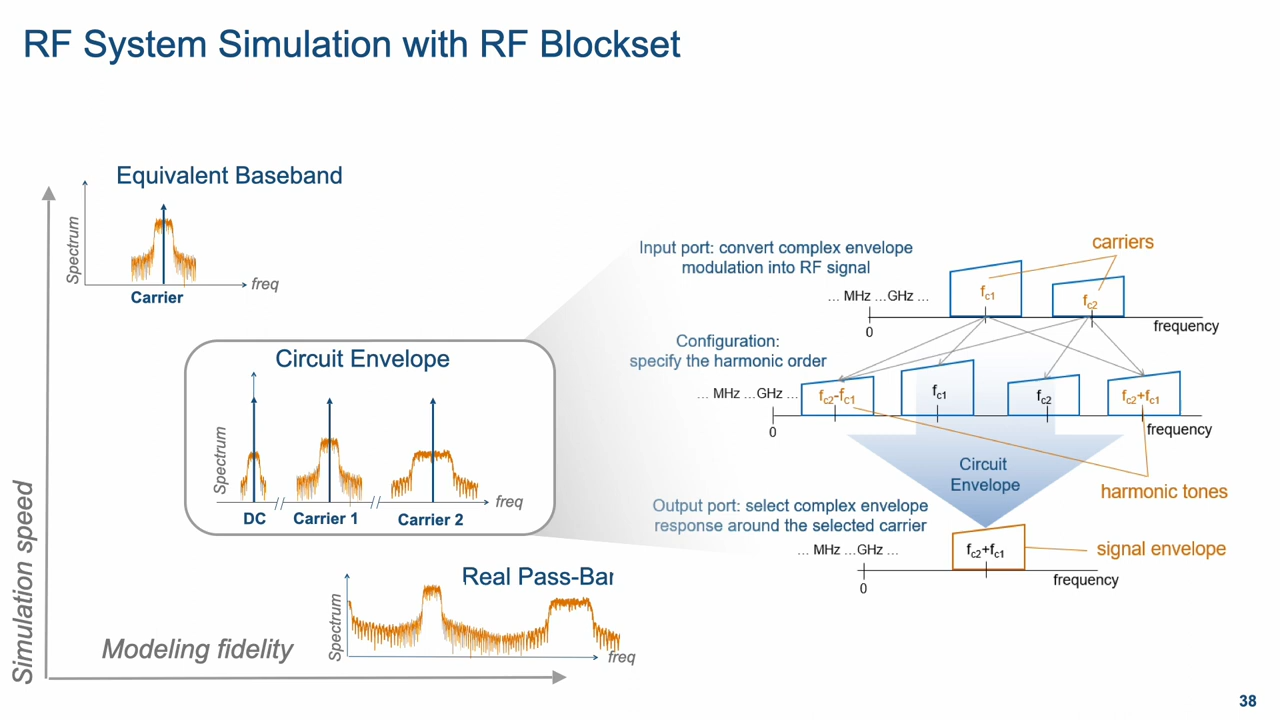 RF System Simulation with RF Blockset
Equivalent Baseband
Spectrum
freq
Carrier
Circuit Envelope
Spectrum
freq
DC
Carrier 1
Carrier 2
Real Pass-Bar
Spectrum
freq
Simulation speed
Modeling fidelity
Input port: convert complex envelope
modulation into RF signal
carriers
fc1
fc2
... MHz ...GHz ...
0
frequency
Configuration:
specify the harmonic order
... MHz ...GHz ...
fc2-fc1
fc1
fc2
fc2+fc1
0
frequency
Circuit
Envelope
harmonic tones
Output port: select complex envelope
response around the selected carrier
... MHz ...GHz ...
fc2+fc1
signal envelope
0
frequency
38